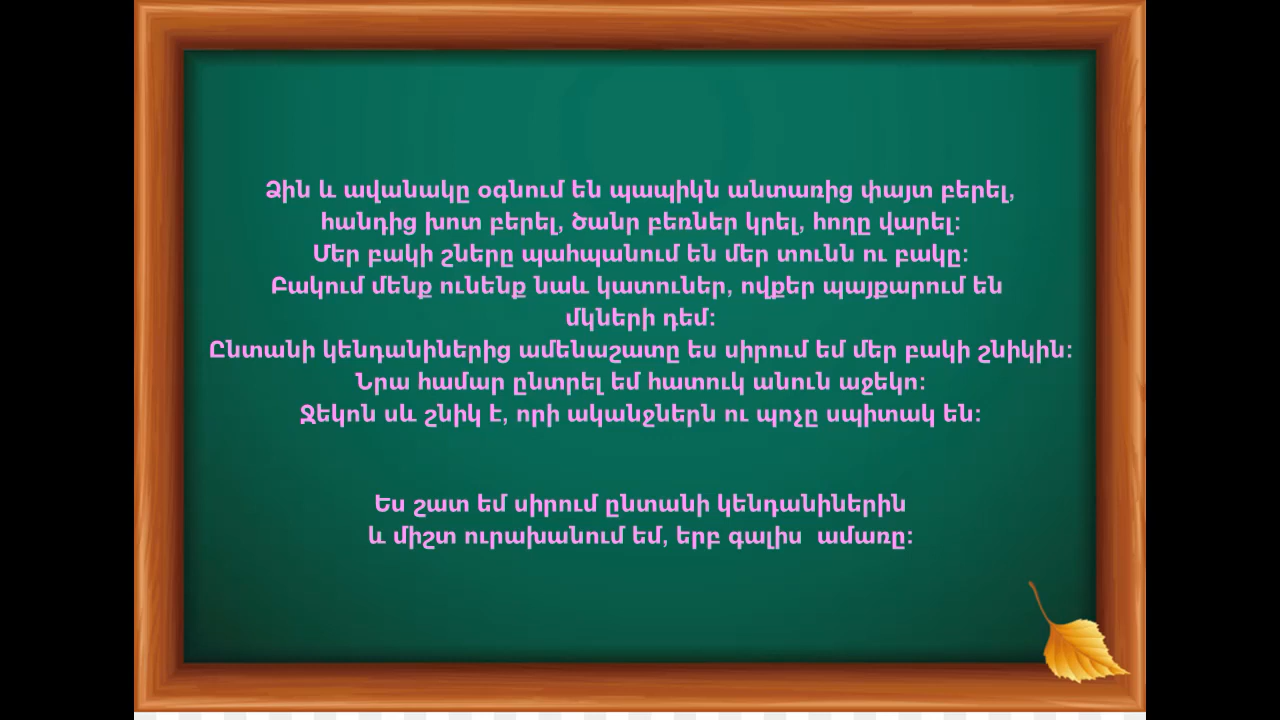 Ձին և ավանակը օգնում են պապիկն անտառից փայտ բերել,
հանդից խոտ բերել, ծանր բեռներ կրել, հողը վարել:
Մեր բակի շները պահպանում են մեր տունն ու բակը:
Բակում մենք ունենք նաև կատուներ, ովքեր պայքարում են
մկների դեմ:
Ընտանի կենդանիներից ամենաշատը ես սիրում եմ մեր բակի շնիկին:
Նրա համար ընտրել եմ հատուկ անուն աջեկո:
Ջեկոն սև շնիկ է, որի ականջներն ու պոչը սպիտակ են:
Ես շատ եմ սիրում ընտանի կենդանիներին
և միշտ ուրախանում եմ, երբ գալիս  ամառը: